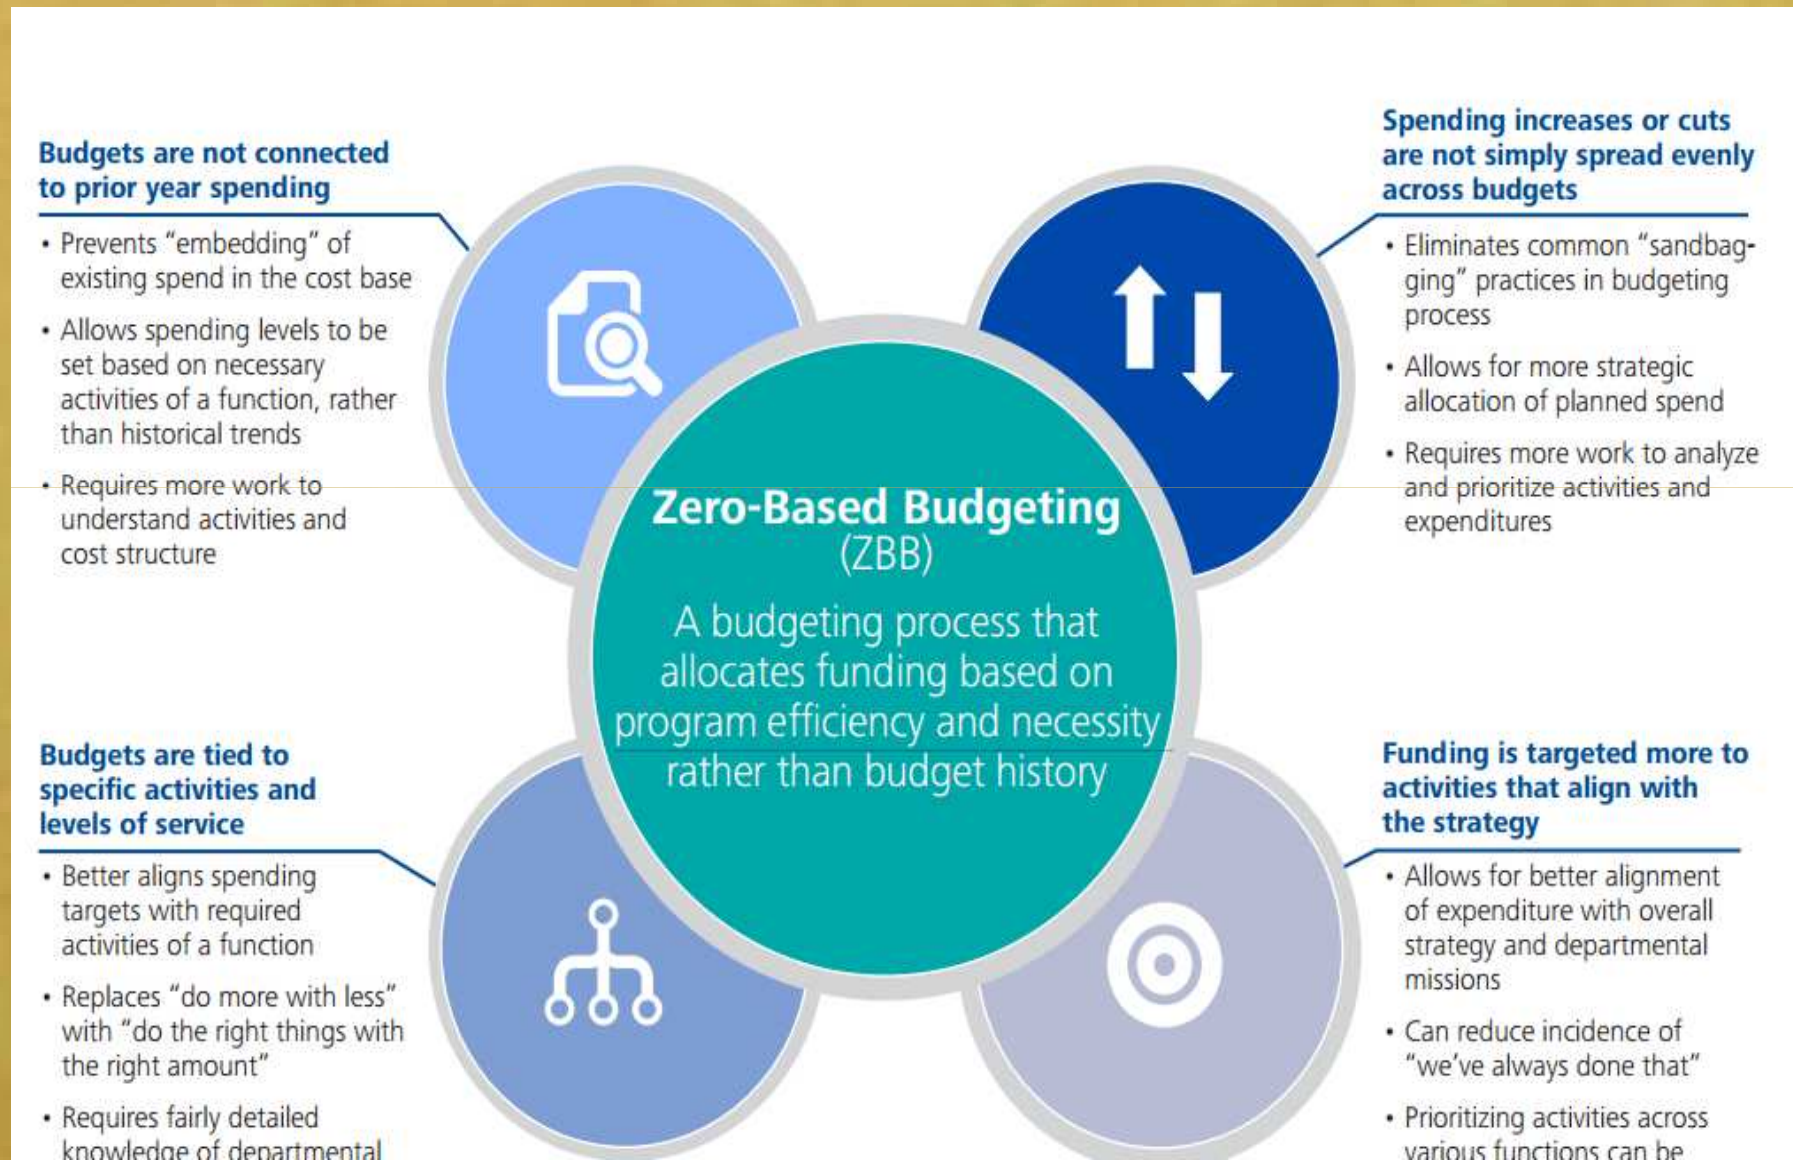 Budgets are not connected
to prior year spending
• Prevents “embedding” of
existing spend in the cost base
• Allows spending levels to be
set based on necessary
activities of a function, rather
than historical trends
• Requires more work to
understand activities and
cost structure
Spending increases or cuts
are not simply spread evenly
across budgets
• Eliminates common “sandbag-
ging” practices in budgeting
process
• Allows for more strategic
allocation of planned spend
• Requires more work to analyze
and prioritize activities and
expenditures
Zero-Based Budgeting
(ZBB)
A budgeting process that
allocates funding based on
program efficiency and necessity
rather than budget history
Budgets are tied to
specific activities and
levels of service
• Better aligns spending
targets with required
activities of a function
• Replaces “do more with less”
with “do the right things with
the right amount”
• Requires fairly detailed
knowledge of departmental
Funding is targeted more to
activities that align with
the strategy
• Allows for better alignment
of expenditure with overall
strategy and departmental
missions
• Can reduce incidence of
“we’ve always done that”
• Prioritizing activities across
various functions can be